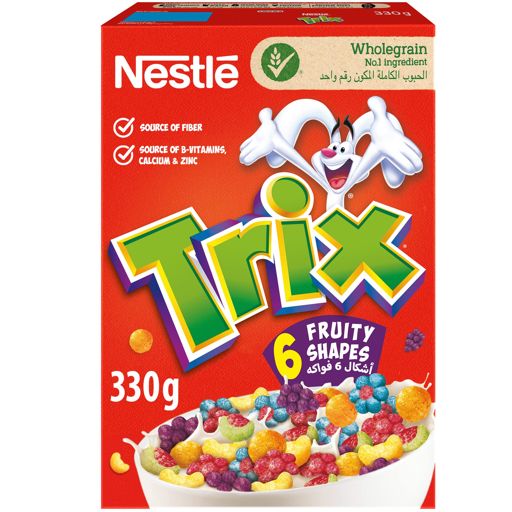 330g
Nestlé
Wholegrain
No.1 ingredient
الحبوب الكاملة المكون رقم واحد
SOURCE OF FIBER
SOURCE OF B-VITAMINS,
CALCIUM & ZINC
Trix
®
6 FRUITY
SHAPES
أشكال 6 فواكه
330g